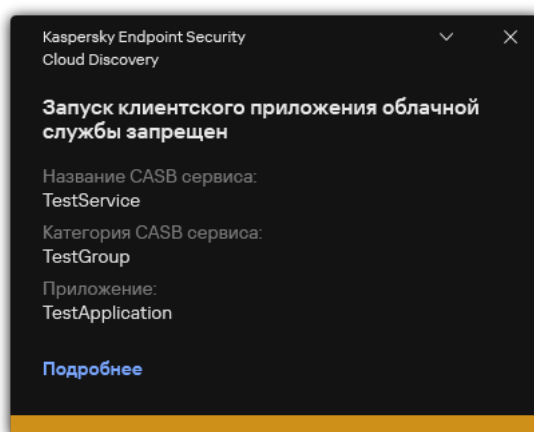 Kaspersky Endpoint Security
Cloud Discovery
Запуск клиентского приложения облачной
службы запрещен
Название CASB сервиса:
TestService
Категория CASB сервиса:
TestGroup
Приложение:
TestApplication
Подробнее